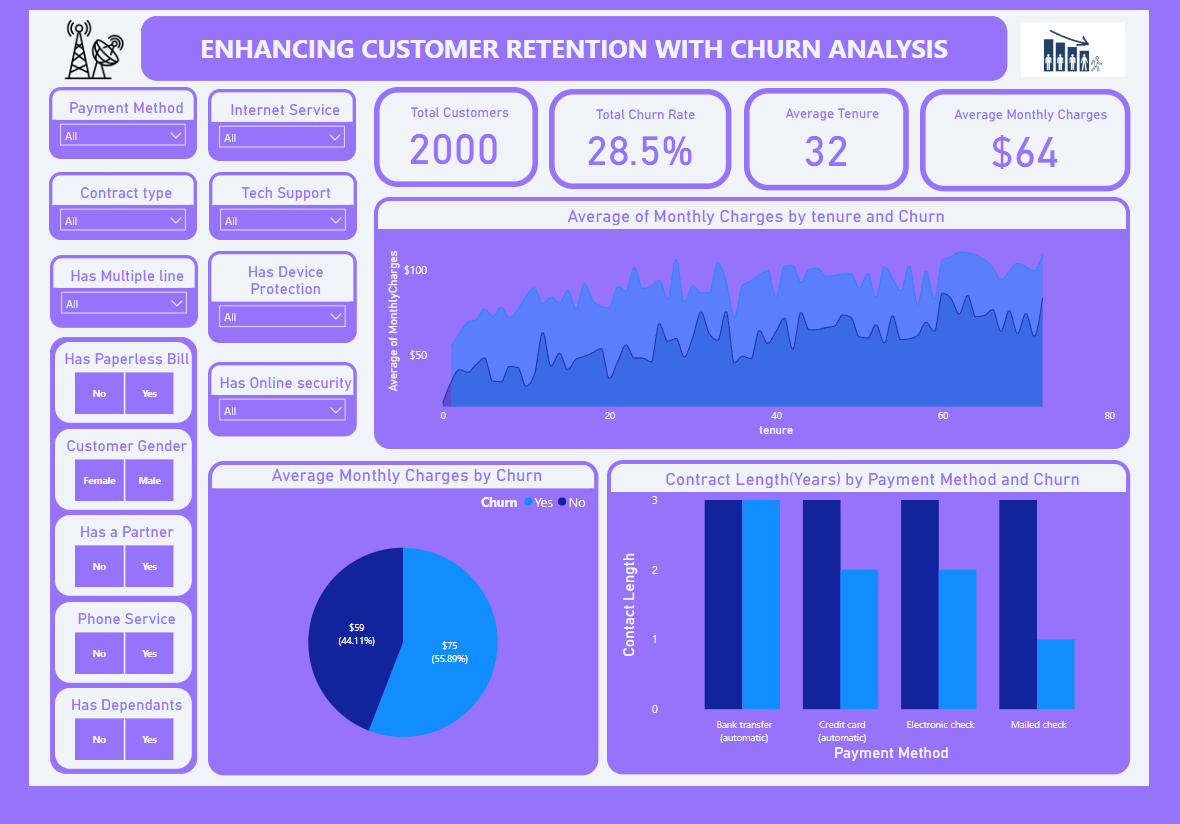 ENHANCING CUSTOMER RETENTION WITH CHURN ANALYSIS
Payment Method
All
Internet Service
All
Contract type
All
Tech Support
All
Has Multiple line
All
Has Device
Protection
All
Has Paperless Bill
No
Yes
Has Online security
All
Customer Gender
Female
Male
Has a Partner
No
Yes
Phone Service
No
Yes
Has Dependants
No
Yes
Total Customers
2000
Total Churn Rate
28.5%
Average Tenure
32
Average Monthly Charges
$64
Average of Monthly Charges by tenure and Churn
Average of MonthlyCharges
$100
$50
0
20
40
60
80
tenure
Average Monthly Charges by Churn
Churn Yes No
$59
(44.11%)
$75
(55.89%)
Contract Length(Years) by Payment Method and Churn
Contact Length
3
2
1
0
Bank transfer
(automatic)
Credit card
(automatic)
Electronic check
Mailed check
Payment Method